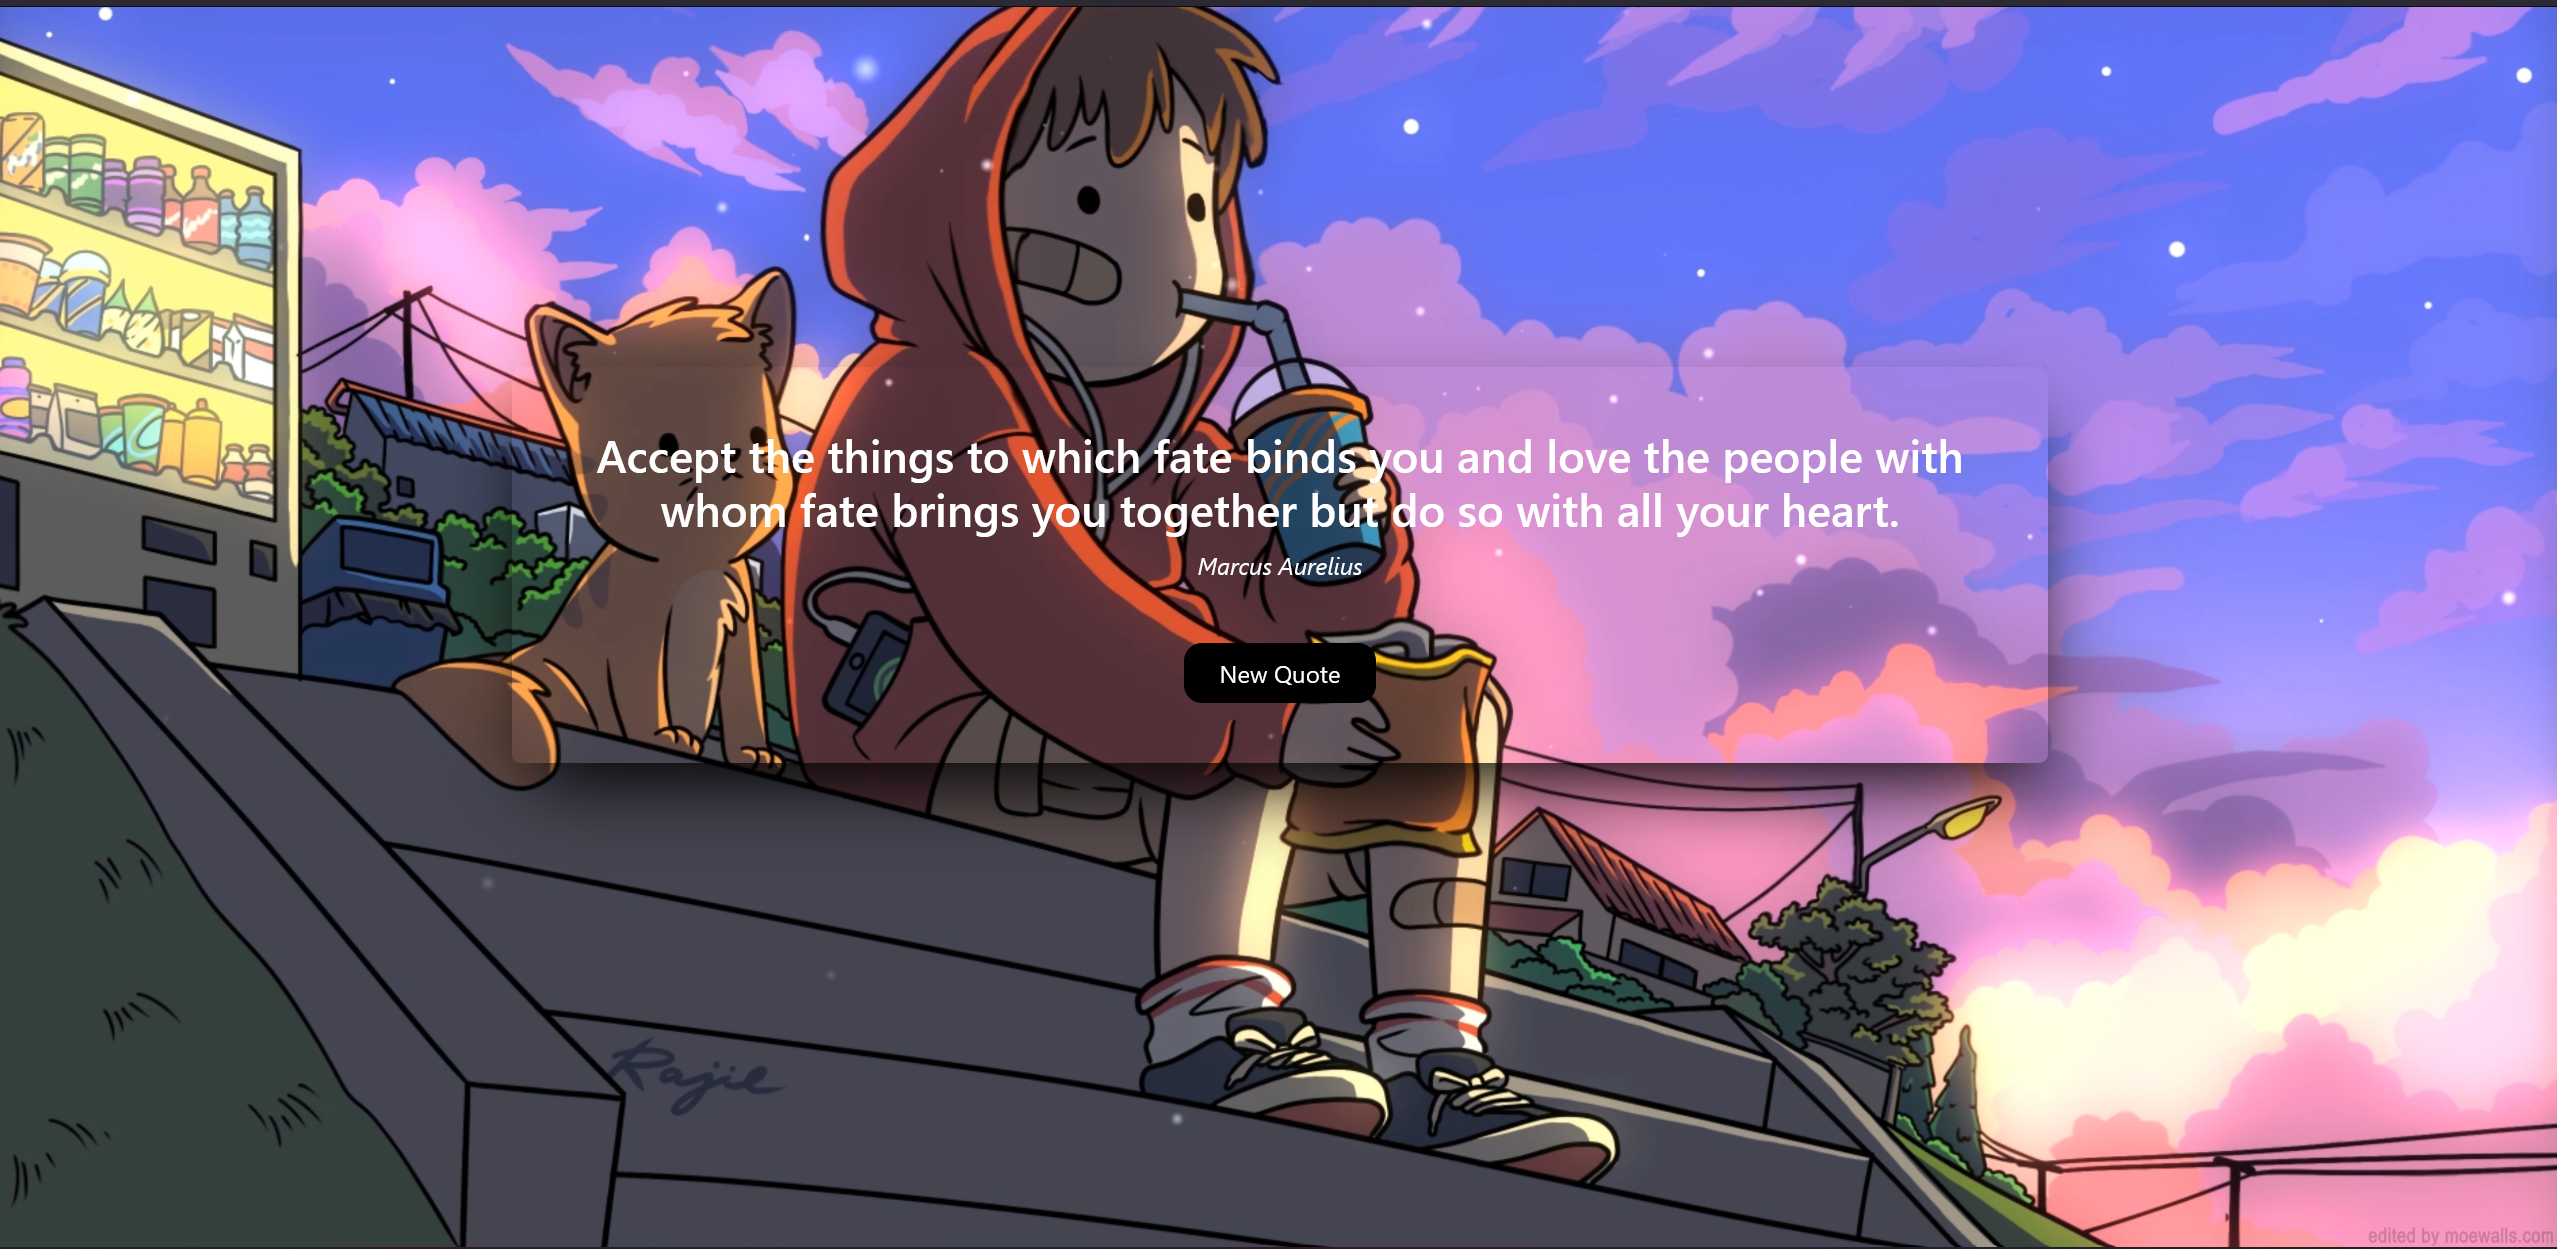 Accept the things to which fate binds you and love the people with
whom fate brings you together but do so with all your heart.
Marcus Aurelius
New Quote
Rajie
edited by moewalls.com